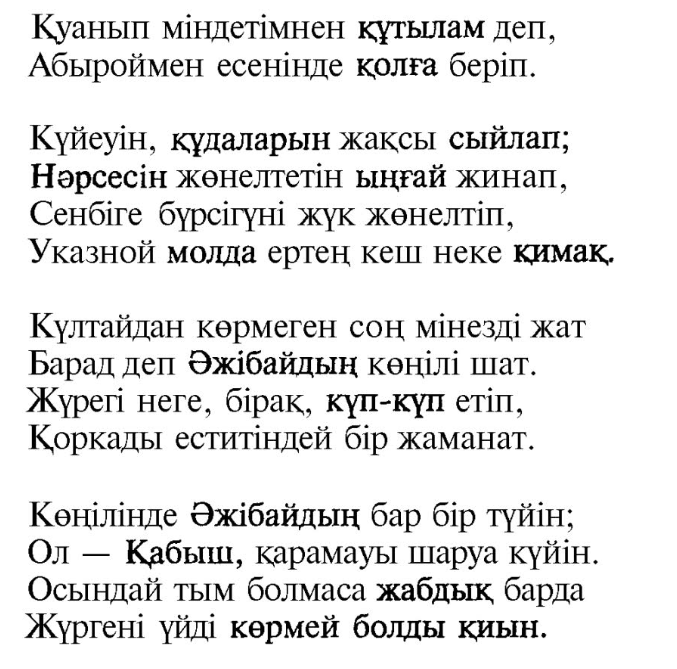 Қуанып міндетімнен құтылам деп,
Абыроймен есенінде қолға беріп.
Күйеуін, құдаларын жақсы сыйлап;
Нәрсесін жөнелтетін ыңғай жинап,
Сенбіге бүрсігүні жүк жөнелтіп,
Указной молда ертең кеш неке қимақ.
Күлтайдан көрмеген соң мінезді жат
Барад деп Әжібайдың көңілі шат.
Жүрегі неге, бірақ, күп-күп етіп,
Қоркады еститіндей бір жаманат.
Көңілінде Әжібайдың бар бір түйін;
Ол — Қабыш, қарамауы шаруа күйін.
Осындай тым болмаса жабдық барда
Жүргені үйді көрмей болды қиын.